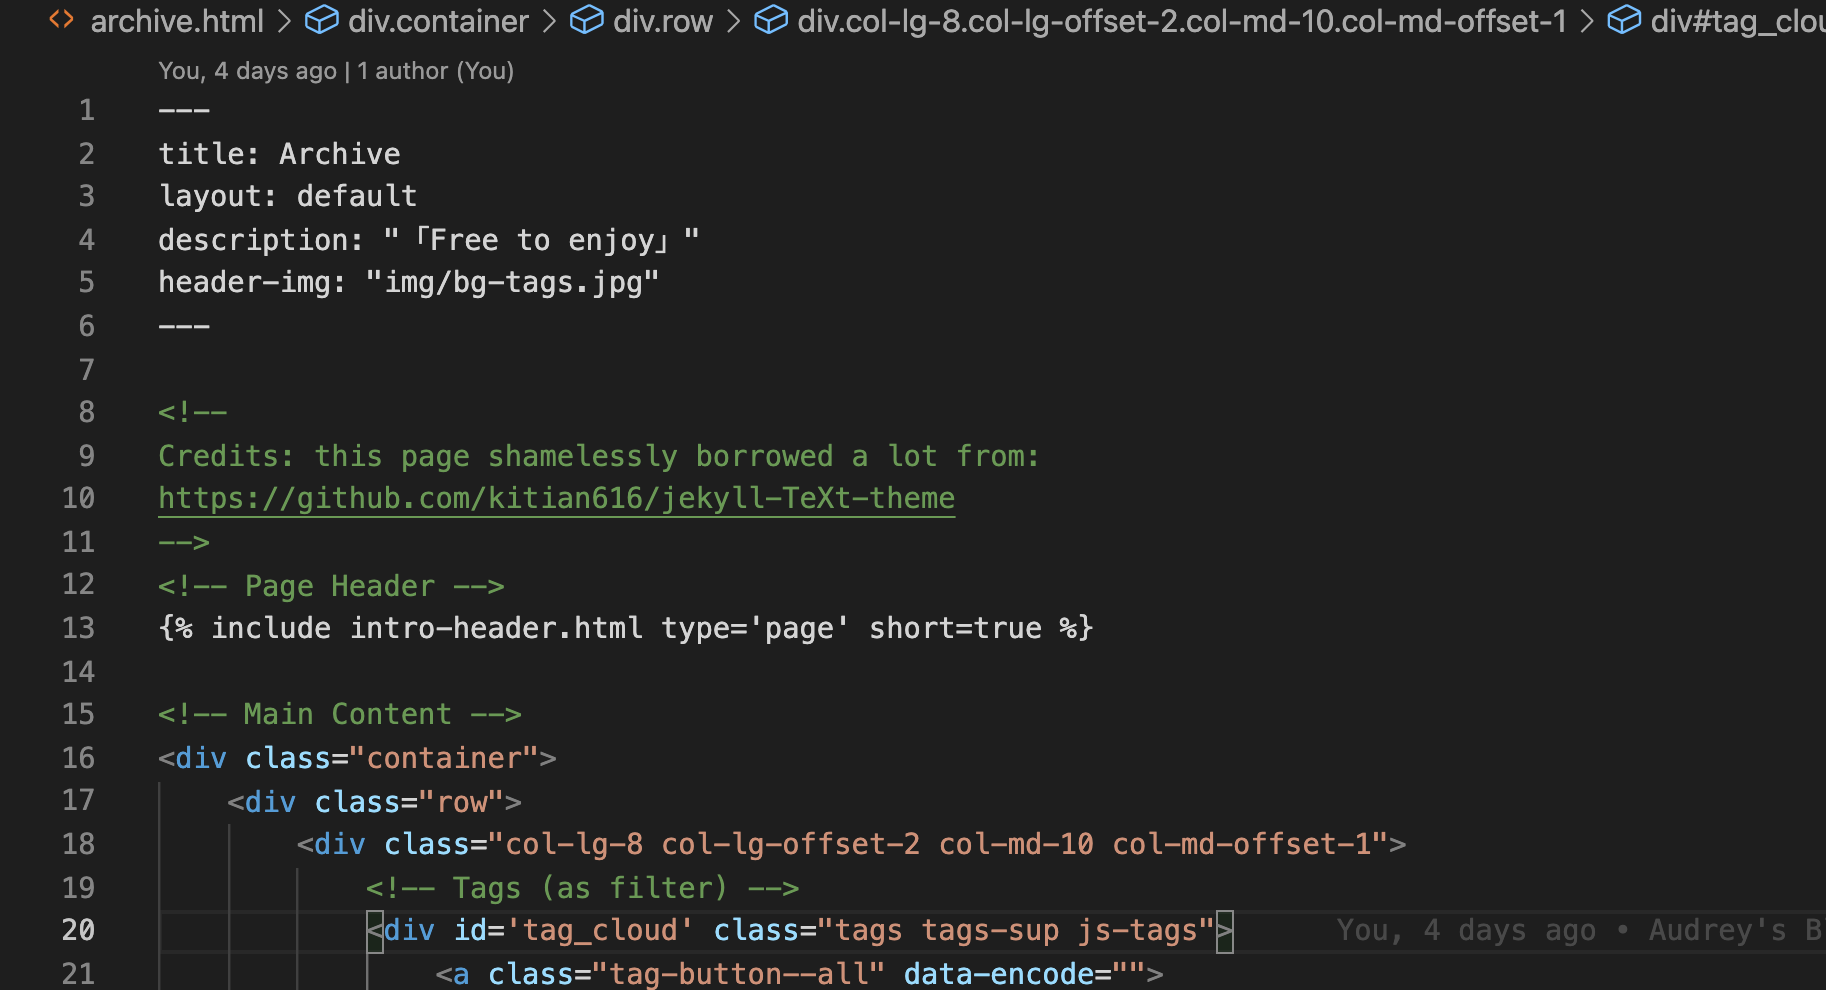 <> archive.html > div.container > div.row > div.col-lg-8.col-lg-offset-2.col-md-10.col-md-offset-1 >
You, 4 days ago | 1 author (You)
1 ---
2 title: Archive
3 layout: default
4 description: "「Free to enjoy」"
5 header-img: "img/bg-tags.jpg"
6 ---
7
8 <!--
9 Credits: this page shamelessly borrowed a lot from:
10 https://github.com/kitian616/jekyll-TeXt-theme
11 -->
12 <!-- Page Header -->
13 {% include intro-header.html type='page' short=true %}
14
15 <!-- Main Content -->
16 <div class="container">
17 <div class="row">
18 <div class="col-lg-8 col-lg-offset-2 col-md-10 col-md-offset-1">
19 <!-- Tags (as filter) -->
20 <div id='tag_cloud' class="tags tags-sup js-tags"> You, 4 days ago • Audrey's
21 <a class="tag-button--all" data-encode="">